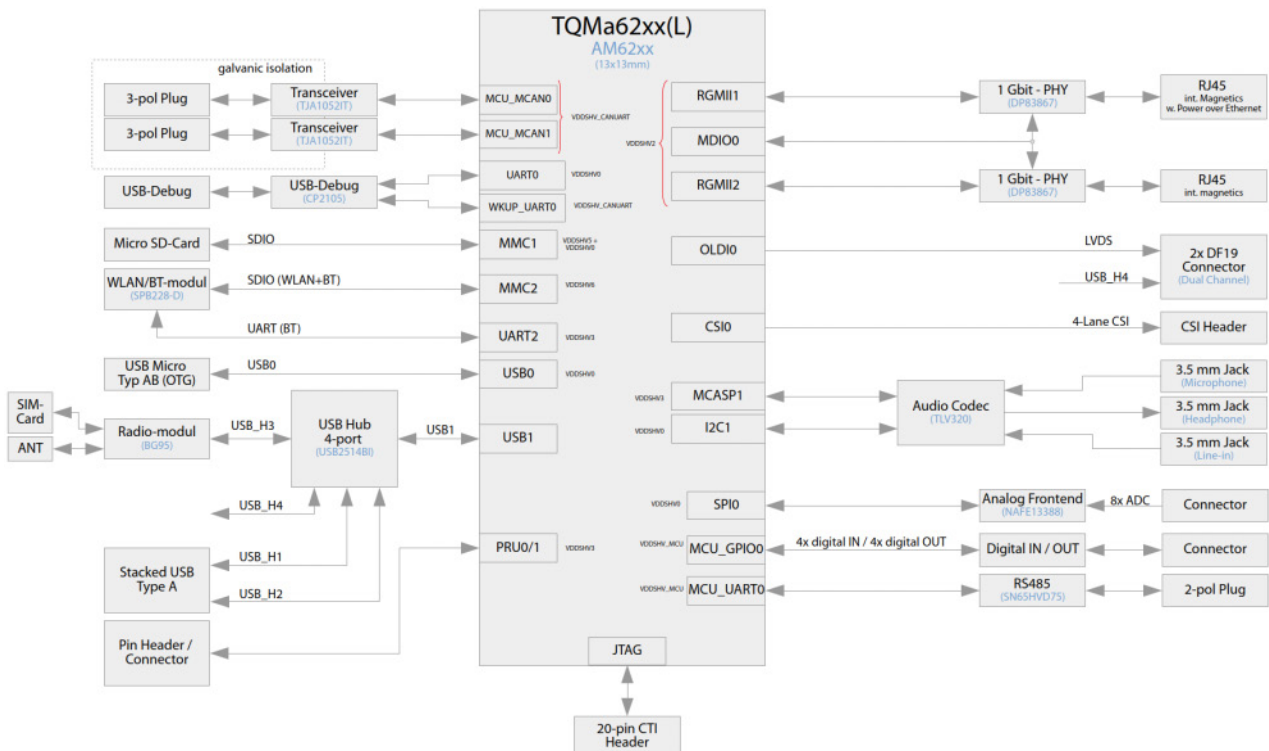 TQMa62xx(L)
AM62xx
(13x13mm)
galvanic isolation
3-pol Plug
Transceiver
(TJA1052IT)
MCU_MCAN0
3-pol Plug
Transceiver
(TJA1052IT)
MCU_MCAN1
VDDSHV_CANUART
USB-Debug
USB-Debug
(CP2105)
UART0
VDDSHV0
WKUP_UART0
VDDSHV_CANUART
Micro SD-Card
SDIO
MMC1
VDDSHV5 +
VDDSHV0
WLAN/BT-modul
(SPB228-D)
SDIO (WLAN+BT)
MMC2
VDDSHV6
UART (BT)
UART2
VDDSHV3
USB Micro
Typ AB (OTG)
USB0
USB0
VDDSHV0
SIM-
Card
ANT
Radio-modul
(BG95)
USB_H3
USB Hub
4-port
(USB2514BI)
USB1
USB1
USB_H4
Stacked USB
Type A
USB_H1
USB_H2
PRU0/1
VDDSHV3
Pin Header /
Connector
RGMII1
1 Gbit - PHY
(DP83867)
RJ45
int. Magnetics
w. Power over Ethernet
VDDSHV2
MDIO0
RGMII2
1 Gbit - PHY
(DP83867)
RJ45
int. magnetics
OLDI0
LVDS
USB_H4
2x DF19
Connector
(Dual Channel)
CSI0
4-Lane CSI
CSI Header
VDDSHV3
MCASP1
VDDSHV0
I2C1
Audio Codec
(TLV320)
3.5 mm Jack
(Microphone)
3.5 mm Jack
(Headphone)
3.5 mm Jack
(Line-in)
VDDSHV0
SPI0
Analog Frontend
(NAFE13388)
8x ADC
Connector
VDDSHV_MCU
MCU_GPIO0
4x digital IN / 4x digital OUT
Digital IN / OUT
Connector
VDDSHV_MCU
MCU_UART0
RS485
(SN65HVD75)
2-pol Plug
JTAG
20-pin CTI
Header